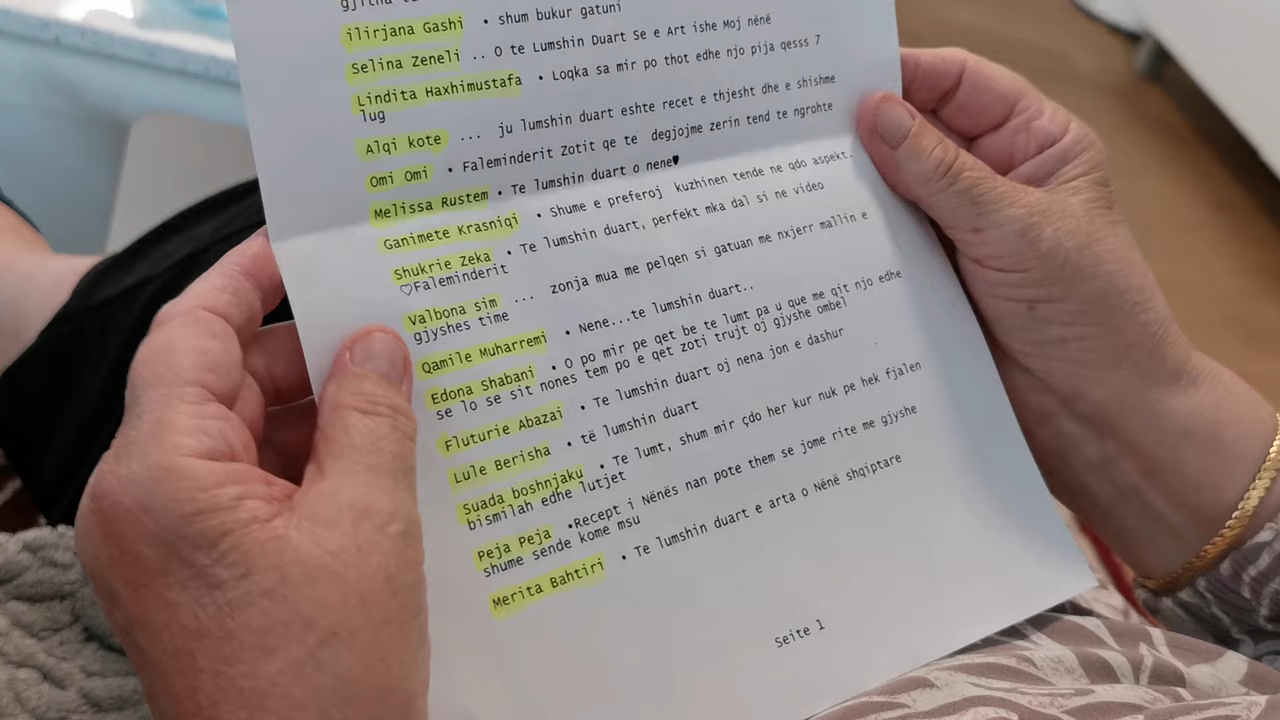 gjitha t
ilirjana Gashi • shum bukur gatuni
Selina Zeneli .. O te Lumshin Duart Se e Art ishe Moj nënë
Lindita Haxhimustafa • Loqka sa mir po thot edhe njo pija qesss 7
lug
Alqi kote ... ju lumshin duart eshte recet e thjesht dhe e shishme
Omi Omi • Faleminderit Zotit qe te degjojme zerin tend te ngrohte
Melissa Rustem • Te lumshin duart o nene♥
Ganimete Krasniqi • Shume e preferoj kuzhinen tende ne qdo aspekt.
Shukrie Zeka • Te lumshin duart, perfekt mka dal si ne video
♡Faleminderit
Valbona sim ... zonja mua me pelqen si gatuan me nxjerr mallin e
gjyshes time
Qamile Muharremi • Nene...te lumshin duart..
Edona Shabani • O po mir pe qet be te lumt pa u que me qit njo edhe
se lo se sit nones tem po e qet zoti trujt oj gjyshe ombel
Fluturie Abazai • Te lumshin duart oj nena jon e dashur
Lule Berisha • të lumshin duart
Suada boshnjaku • Te lumt, shum mir çdo her kur nuk pe hek fjalen
bismilah edhe lutjet
Peja Peja •Recept i Nënës nan pote them se jome rite me gjyshe
shume sende kome msu
Merita Bahtiri • Te lumshin duart e arta o Nënë shqiptare
Seite 1